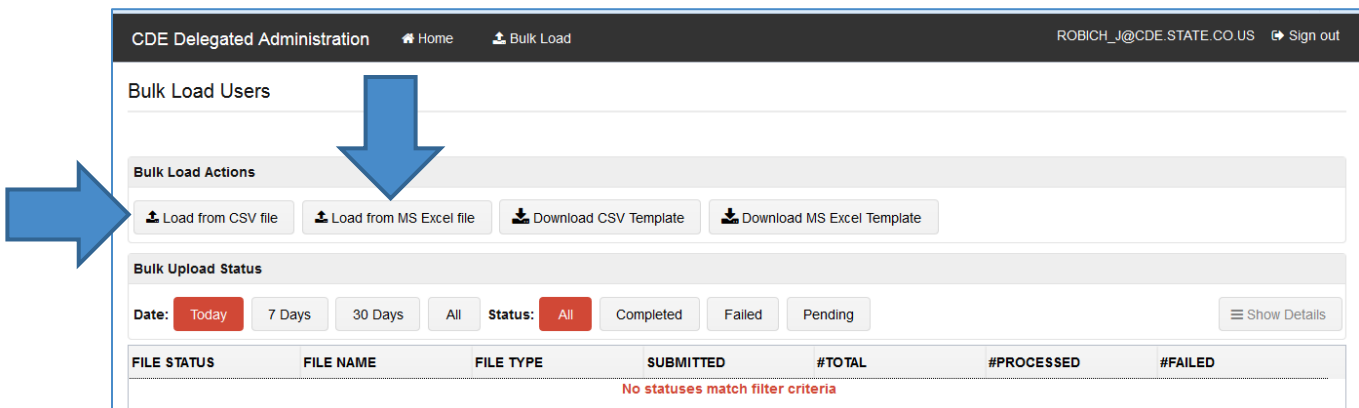 CDE Delegated Administration Home Bulk Load ROBICH_J@CDE.STATE.CO.US Sign out
Bulk Load Users
Bulk Load Actions
Load from CSV file Load from MS Excel file Download CSV Template Download MS Excel Template
Bulk Upload Status
Date: Today 7 Days 30 Days All Status: All Completed Failed Pending Show Details
FILE STATUS FILE NAME FILE TYPE SUBMITTED #TOTAL #PROCESSED #FAILED
No statuses match filter criteria